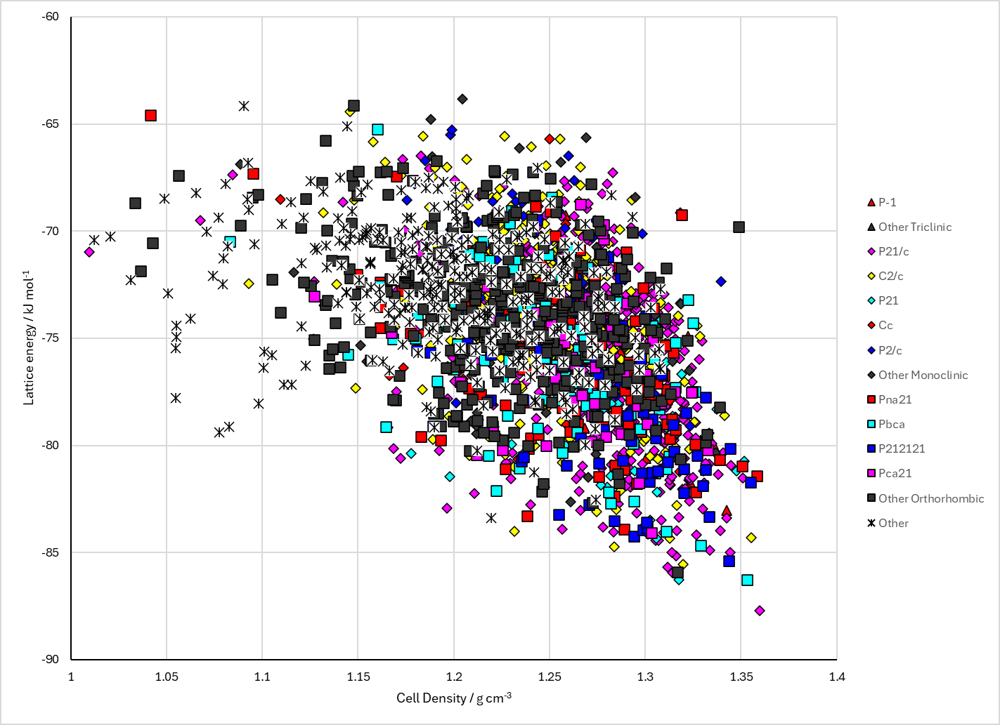 -60
-65
-70
-75
-80
-85
-90
Lattice energy / kJ mol⁻¹
1
1.05
1.1
1.15
1.2
1.25
1.3
1.35
1.4
Cell Density / g cm⁻³
P-1
Other Triclinic
P21/c
C2/c
P21
Cc
P2/c
Other Monoclinic
Pna21
Pbca
P212121
Pca21
Other Orthorhombic
Other